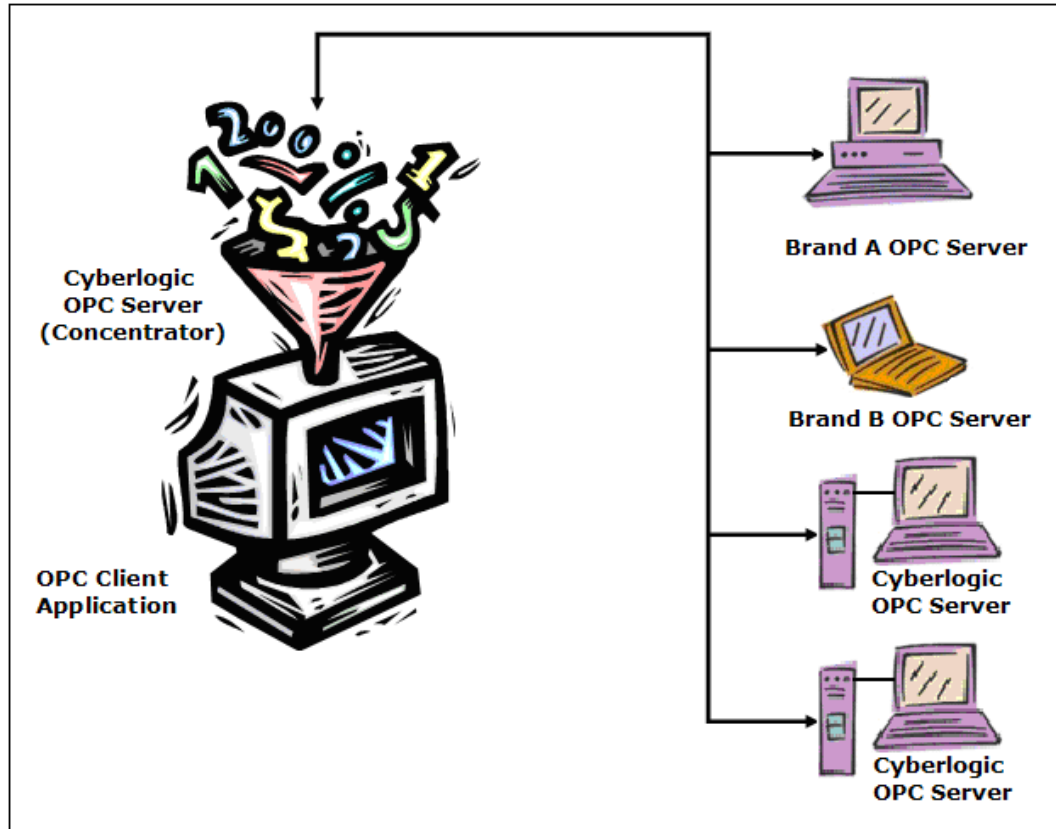 Cyberlogic
OPC Server
(Concentrator)
OPC Client
Application
Brand A OPC Server
Brand B OPC Server
Cyberlogic
OPC Server
Cyberlogic
OPC Server